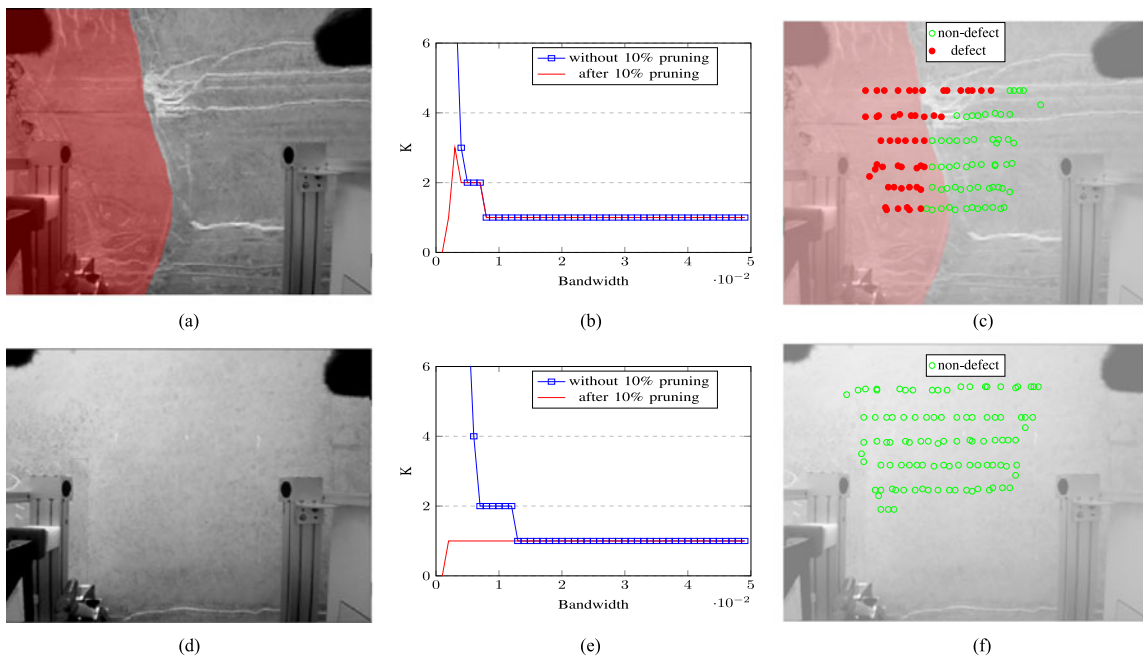 6
4
2
0
K
without 10% pruning
after 10% pruning
0 1 2 3 4 5
·10⁻²
Bandwidth
non-defect
defect
(a)
(b)
(c)
6
4
2
0
K
without 10% pruning
after 10% pruning
0 1 2 3 4 5
·10⁻²
Bandwidth
non-defect
(d)
(e)
(f)